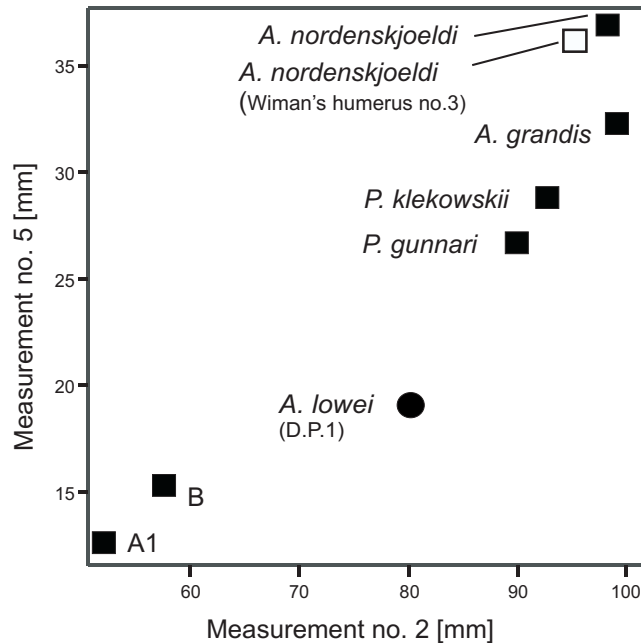 A. nordenskjoeldi
A. nordenskjoeldi
(Wiman's humerus no.3)
A. grandis
P. klekowskii
P. gunnari
A. lowei
(D.P.1)
B
A1
Measurement no. 5 [mm]
35
30
25
20
15
60 70 80 90 100
Measurement no. 2 [mm]